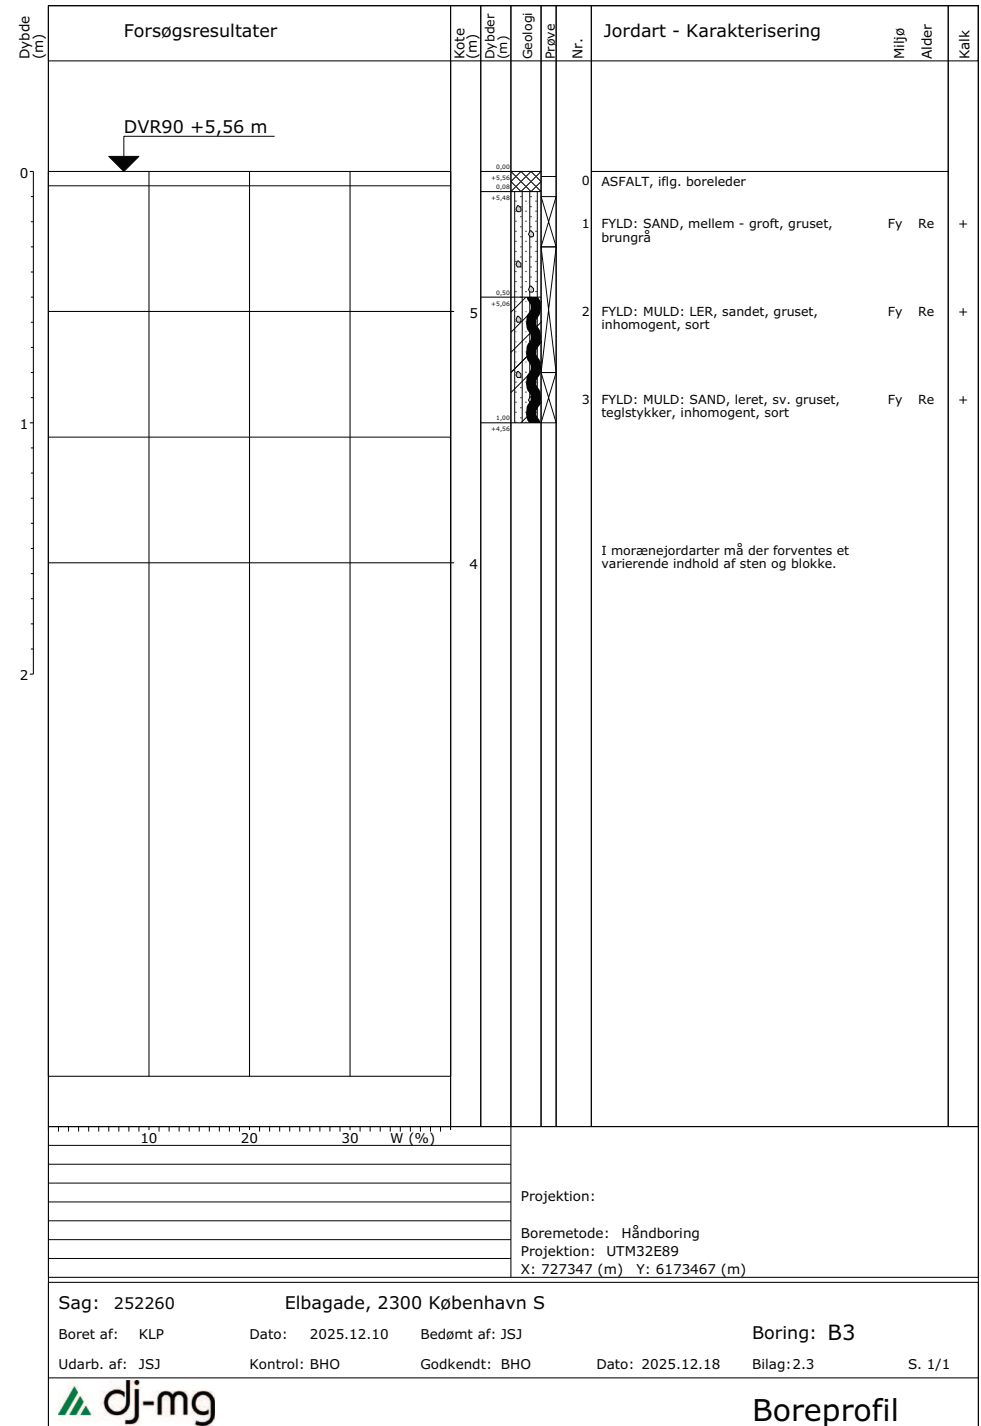 Dybde (m)
Forsøgsresultater
Kote (m)
Dybder (m)
Geologi
Prøve
Nr.
Jordart - Karakterisering
Miljø
Alder
Kalk
DVR90 +5,56 m
0
0,00
+5,56
0,08
+5,48
0 ASFALT, iflg. boreleder
1 FYLD: SAND, mellem - groft, gruset, Fy Re +
brungrå
0,50
+5,06
5
2 FYLD: MULD: LER, sandet, gruset, Fy Re +
inhomogent, sort
3 FYLD: MULD: SAND, leret, sv. gruset, Fy Re +
teglstykker, inhomogent, sort
1
1,00
+4,56
I morænejordarter må der forventes et
varierende indhold af sten og blokke.
4
2
10 20 30 W (%)
Projektion:
Boremetode: Håndboring
Projektion: UTM32E89
X: 727347 (m) Y: 6173467 (m)
Sag: 252260 Elbagade, 2300 København S
Boret af: KLP Dato: 2025.12.10 Bedømt af: JSJ Boring: B3
Udarb. af: JSJ Kontrol: BHO Godkendt: BHO Dato: 2025.12.18 Bilag: 2.3 S. 1/1
dj-mg
Boreprofil